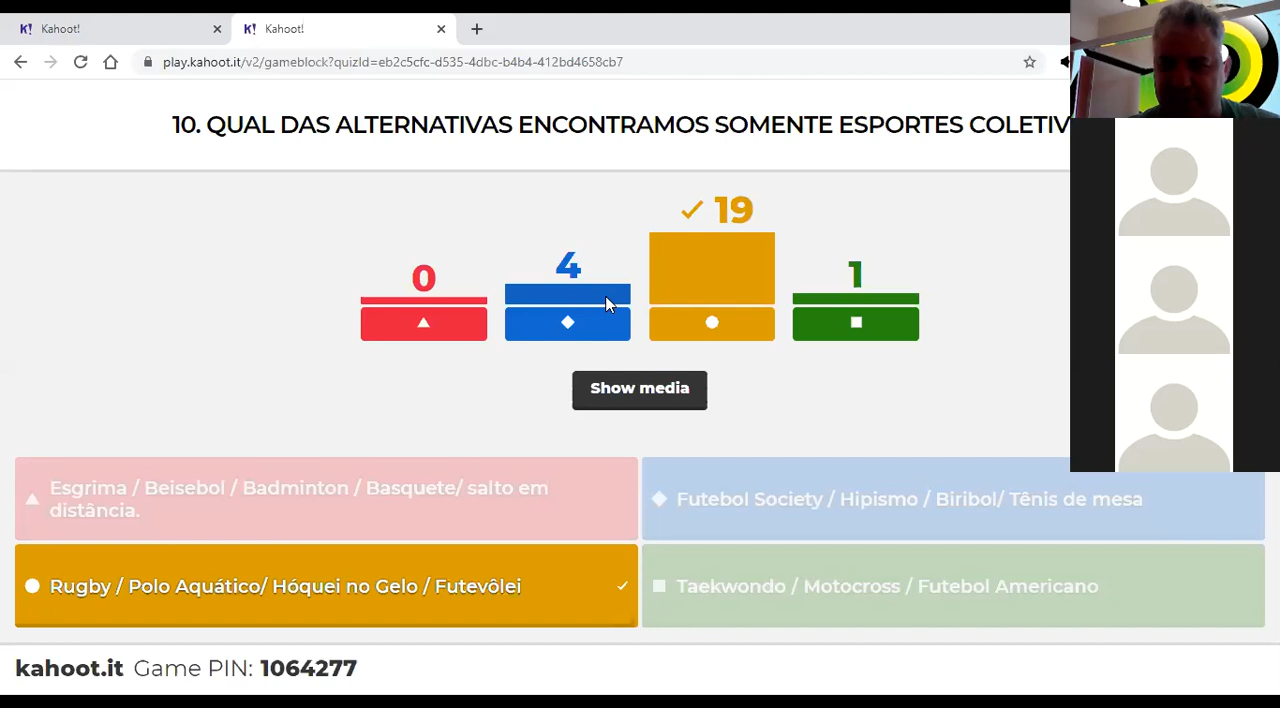 Kahoot!
Kahoot!
play.kahoot.it/v2/gameblock?quizId=eb2c5cfc-d535-4dbc-b4b4-412bd4658cb7
10. QUAL DAS ALTERNATIVAS ENCONTRAMOS SOMENTE ESPORTES COLETIV
0
4
19
1
Show media
Esgrima / Beisebol / Badminton / Basquete/ salto em
distância.
Futebol Society / Hipismo / Biribol/ Tênis de mesa
Rugby / Polo Aquático/ Hóquei no Gelo / Futevôlei
Taekwondo / Motocross / Futebol Americano
kahoot.it Game PIN: 1064277